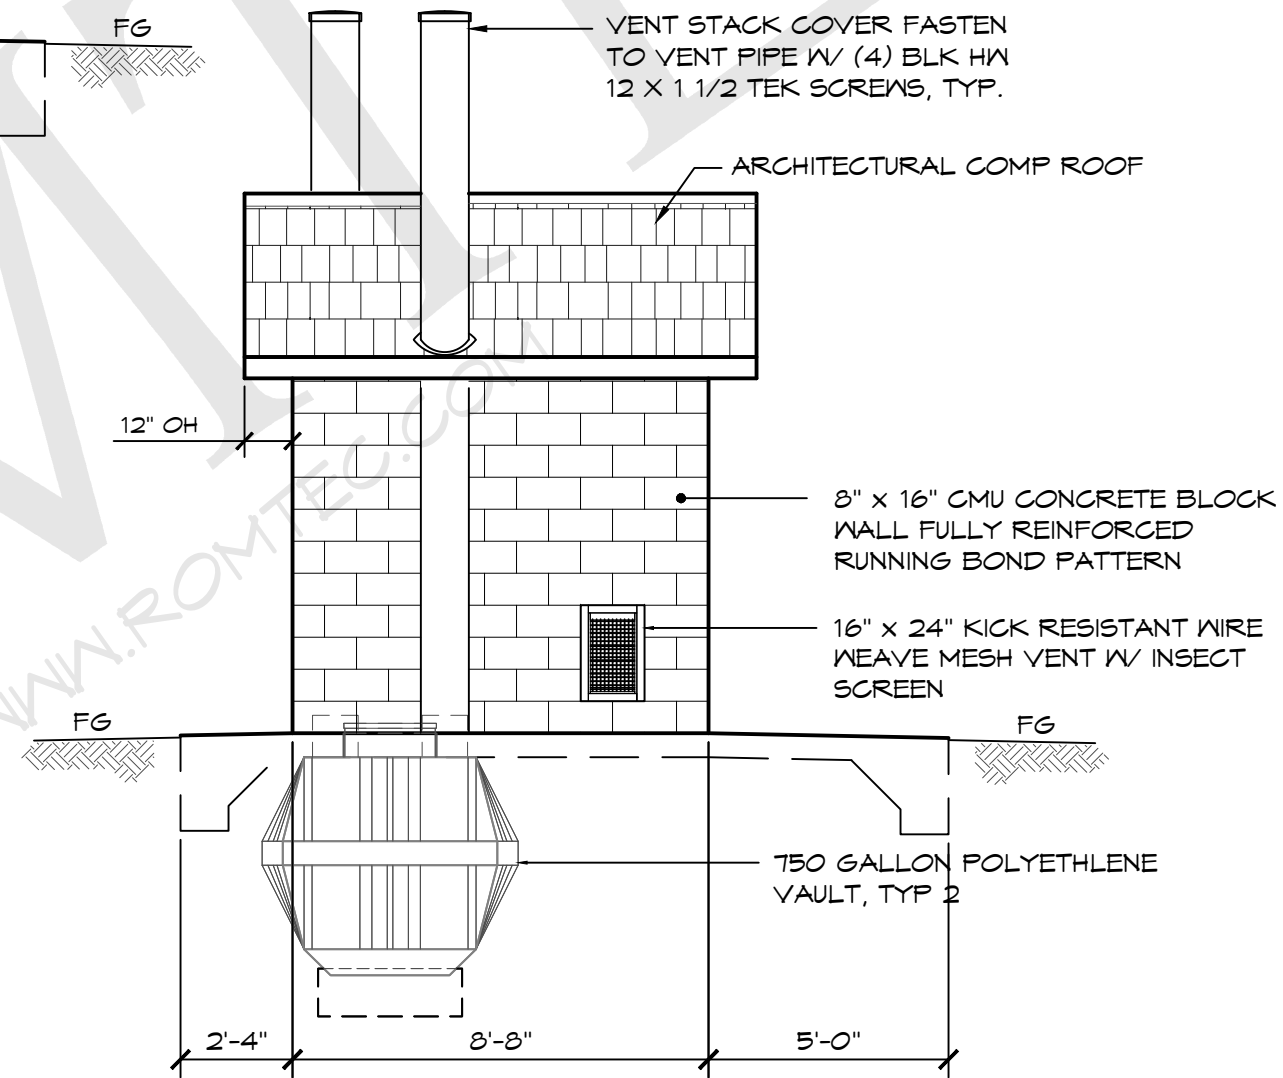 FG
VENT STACK COVER FASTEN
TO VENT PIPE W/ (4) BLK HW
12 X 1 1/2 TEK SCREWS, TYP.
ARCHITECTURAL COMP ROOF
12" OH
8" X 16" CMU CONCRETE BLOCK
WALL FULLY REINFORCED
RUNNING BOND PATTERN
16" X 24" KICK RESISTANT WIRE
WEAVE MESH VENT W/ INSECT
SCREEN
FG
FG
750 GALLON POLYETHLENE
VAULT, TYP 2
2'-4"
8'-8"
5'-0"
WW.ROMTEC.COM